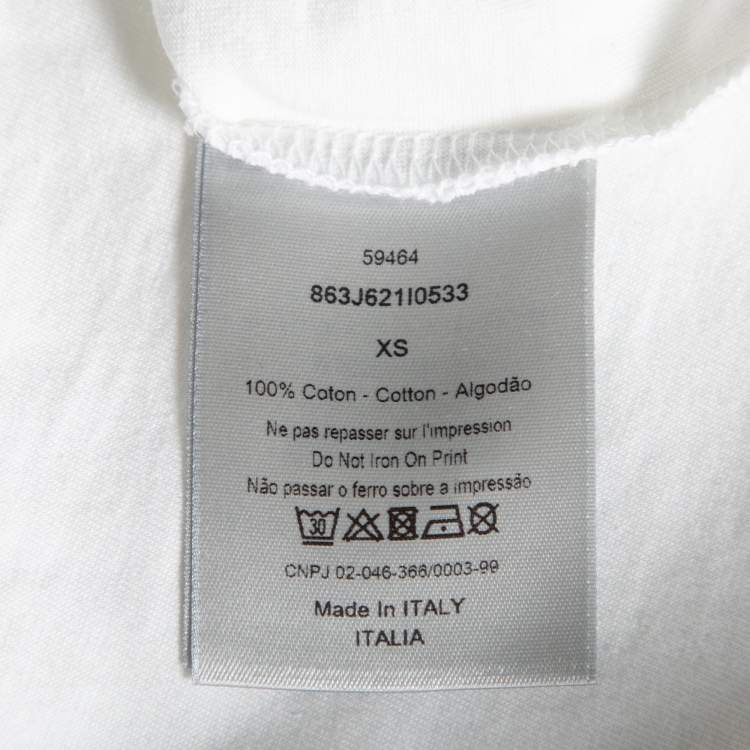 59464
863J621I0533
XS
100% Coton - Cotton - Algodão
Ne pas repasser sur l'impression
Do Not Iron On Print
Não passar o ferro sobre a impressão
30
CNPJ 02-046-366/0003-99
Made In ITALY
ITALIA